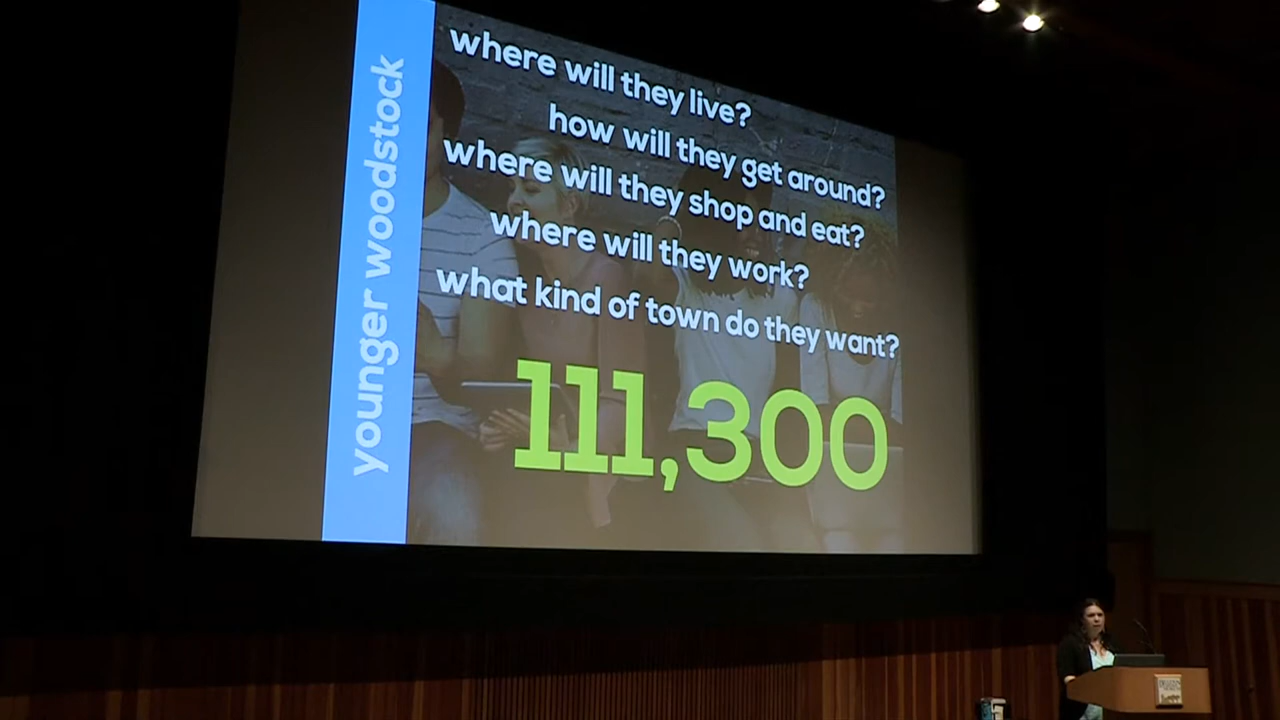 younger woodstock
where will they live?
how will they get around?
where will they shop and eat?
where will they work?
what kind of town do they want?
111,300